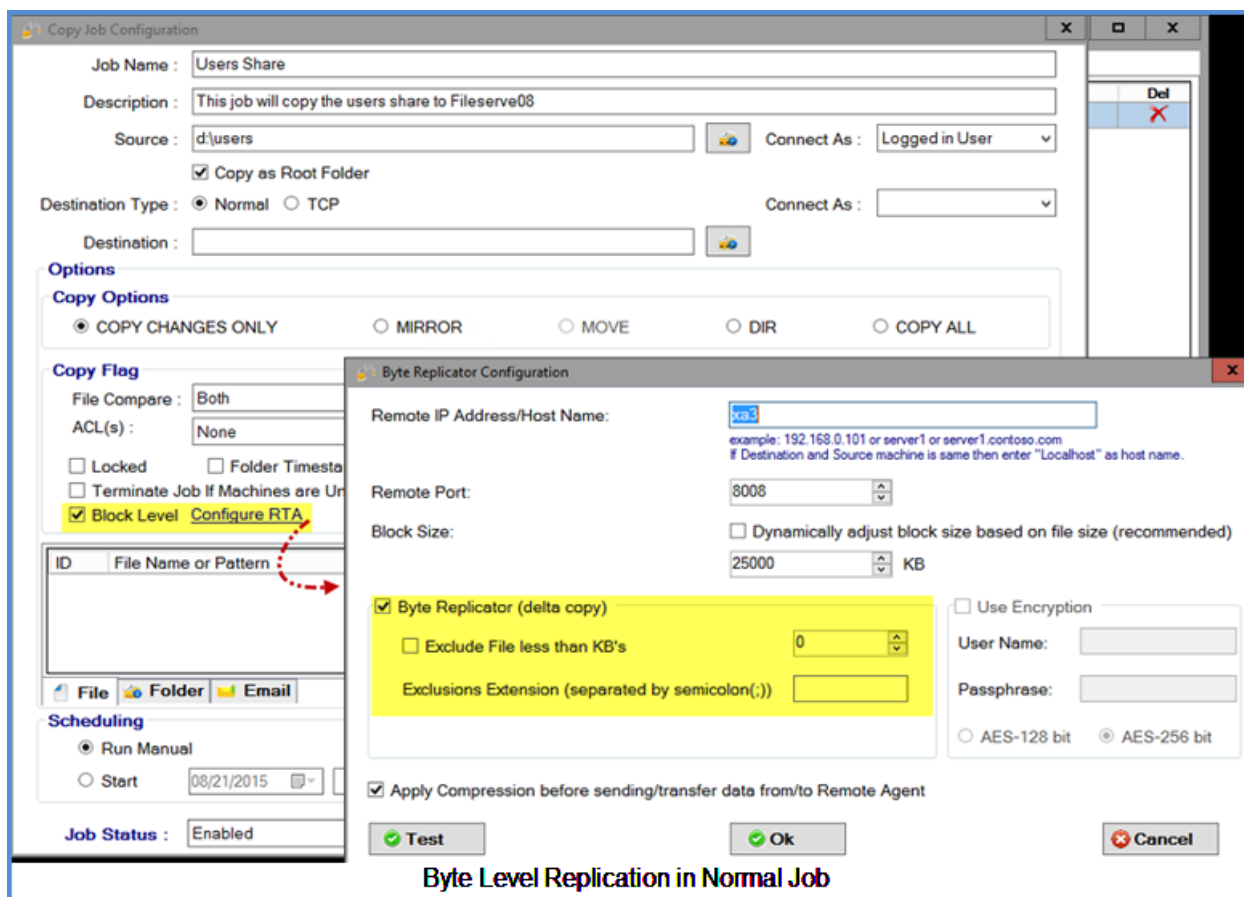 Copy Job Configuration
Job Name : Users Share
Description : This job will copy the users share to Fileserve08
Source : d:\users Connect As : Logged in User
Copy as Root Folder
Destination Type : Normal TCP Connect As :
Destination :
Del
Options
Copy Options
COPY CHANGES ONLY MIRROR MOVE DIR COPY ALL
Copy Flag
File Compare : Both
ACL(s) : None
Locked Folder Timesta
Terminate Job If Machines are Un
Block Level Configure RTA
ID File Name or Pattern
File Folder Email
Scheduling
Run Manual
Start 08/21/2015
Job Status : Enabled
Byte Replicator Configuration
Remote IP Address/Host Name: xa3
example: 192.168.0.101 or server1 or server1.contoso.com
If Destination and Source machine is same then enter "Localhost" as host name.
Remote Port: 8008
Block Size: Dynamically adjust block size based on file size (recommended)
25000 KB
Byte Replicator (delta copy)
Exclude File less than KB's 0
Exclusions Extension (separated by semicolon(;))
Use Encryption
User Name:
Passphrase:
AES-128 bit AES-256 bit
Apply Compression before sending/transfer data from/to Remote Agent
Test Ok Cancel
Byte Level Replication in Normal Job